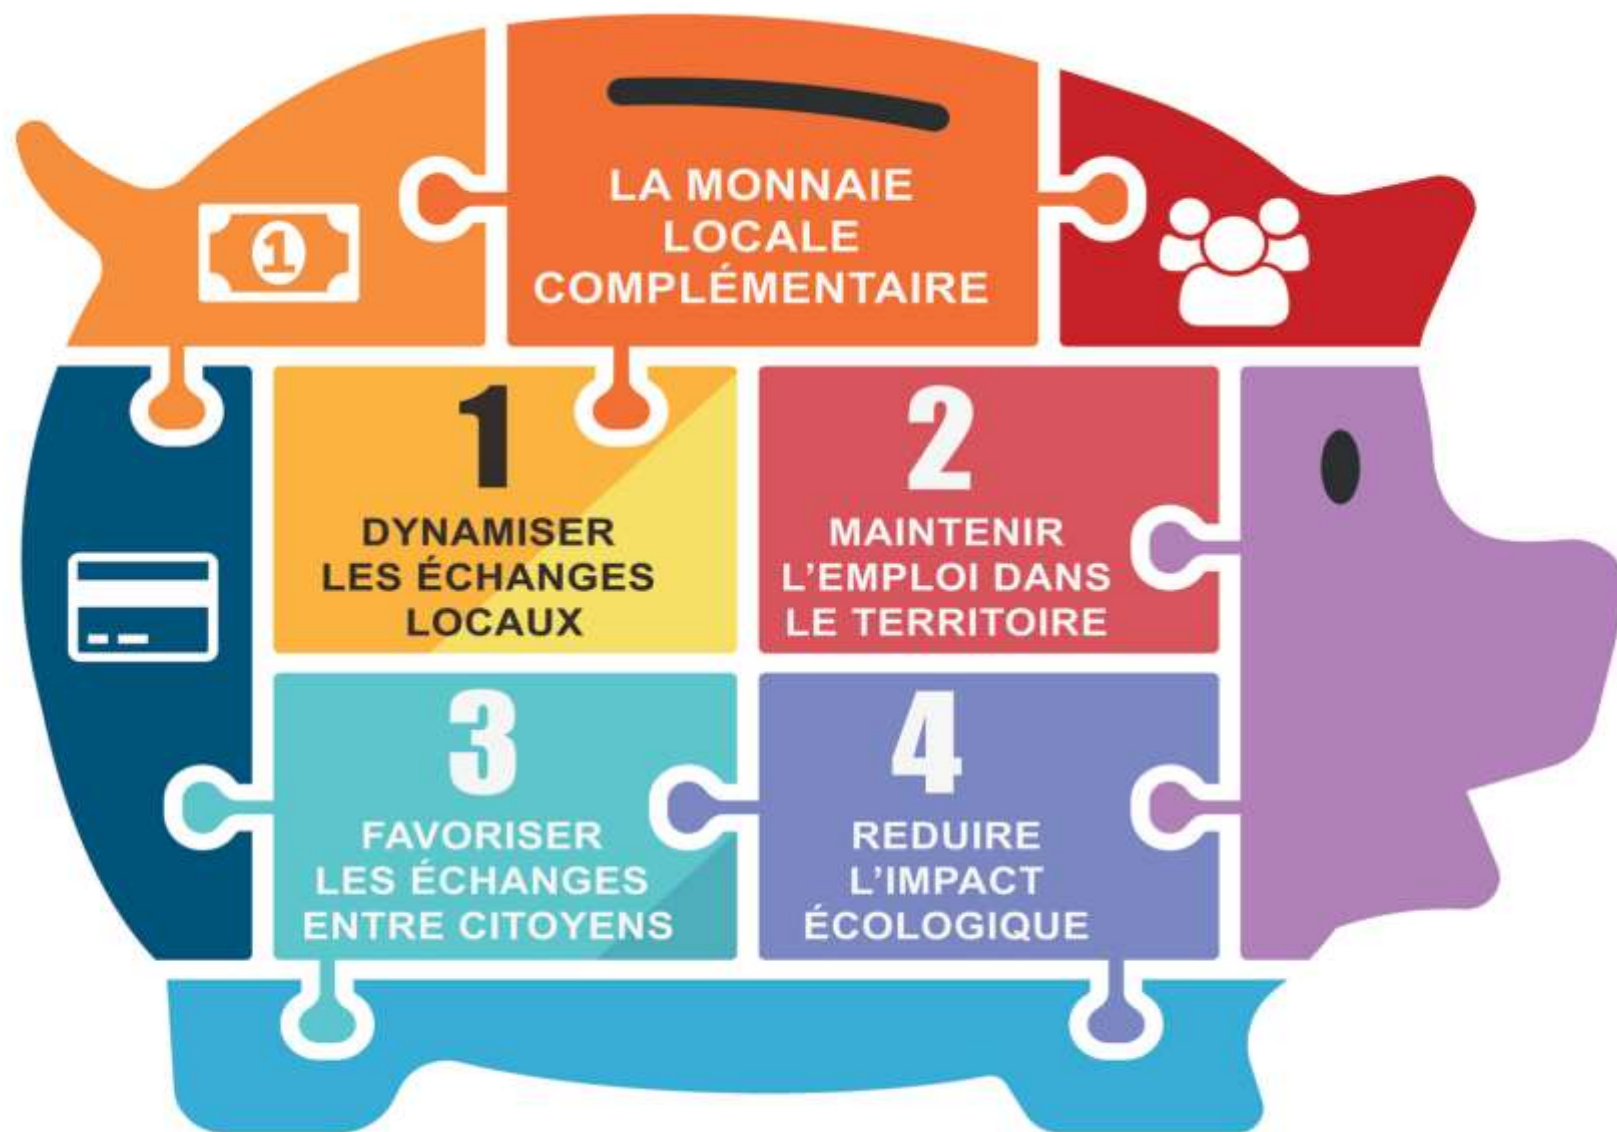 1
LA MONNAIE
LOCALE
COMPLÉMENTAIRE
1
DYNAMISER
LES ÉCHANGES
LOCAUX
2
MAINTENIR
L’EMPLOI DANS
LE TERRITOIRE
3
FAVORISER
LES ÉCHANGES
ENTRE CITOYENS
4
REDUIRE
L’IMPACT
ÉCOLOGIQUE